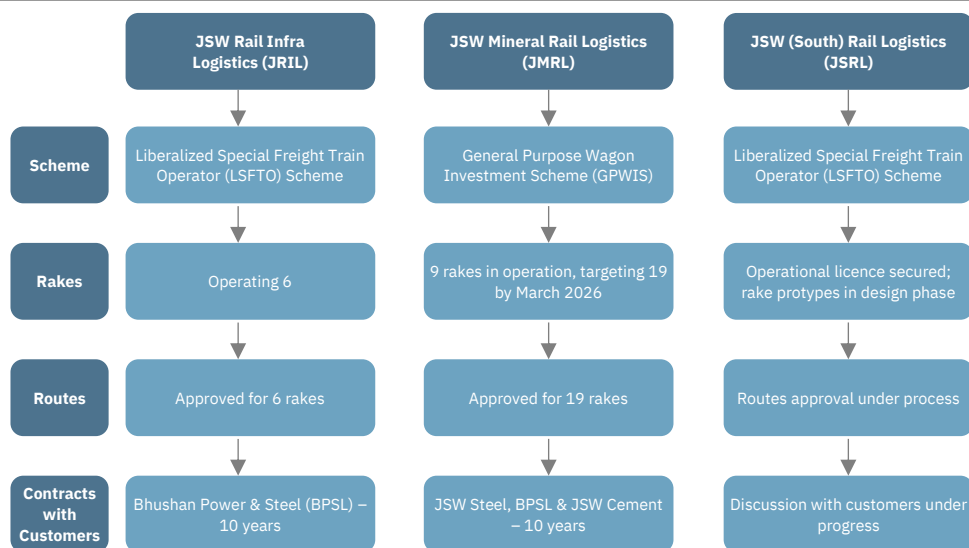 JSW Rail Infra
Logistics (JRIL)
JSW Mineral Rail Logistics
(JMRL)
JSW (South) Rail Logistics
(JSRL)
Scheme
Liberalized Special Freight Train
Operator (LSFTO) Scheme
General Purpose Wagon
Investment Scheme (GPWIS)
Liberalized Special Freight Train
Operator (LSFTO) Scheme
Rakes
Operating 6
9 rakes in operation, targeting 19
by March 2026
Operational licence secured;
rake protypes in design phase
Routes
Approved for 6 rakes
Approved for 19 rakes
Routes approval under process
Contracts
with
Customers
Bhushan Power & Steel (BPSL) –
10 years
JSW Steel, BPSL & JSW Cement
– 10 years
Discussion with customers under
progress